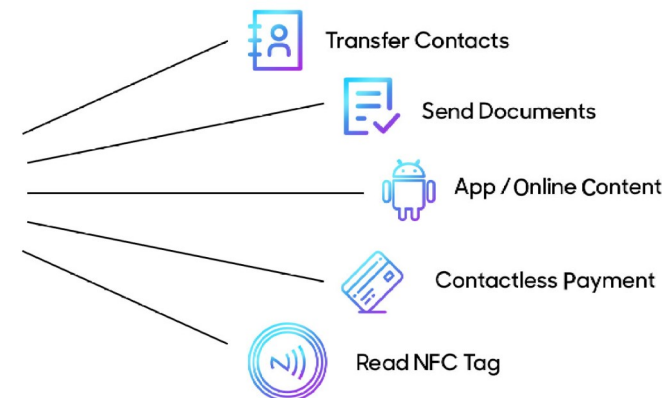 Transfer Contacts
Send Documents
App / Online Content
Contactless Payment
N
Read NFC Tag